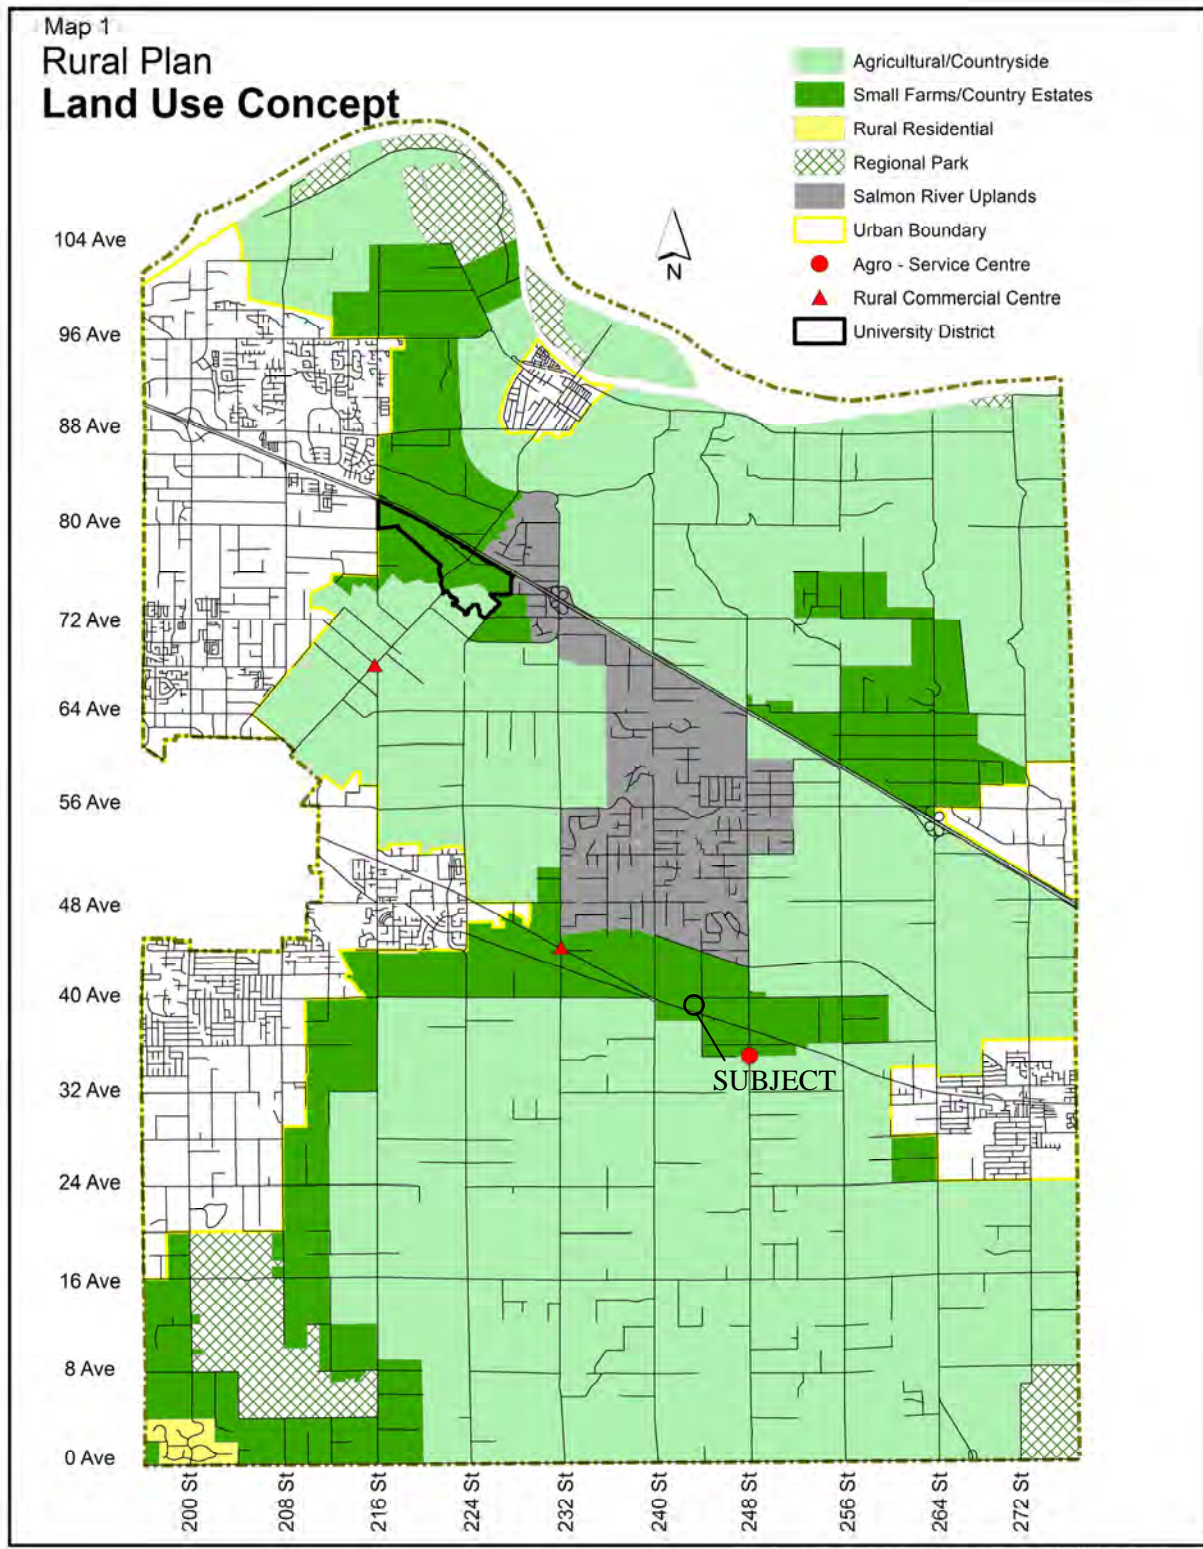 Map 1
Rural Plan
Land Use Concept
Agricultural/Countryside
Small Farms/Country Estates
Rural Residential
Regional Park
Salmon River Uplands
Urban Boundary
Agro - Service Centre
Rural Commercial Centre
University District
N
104 Ave
96 Ave
88 Ave
80 Ave
72 Ave
64 Ave
56 Ave
48 Ave
40 Ave
32 Ave
24 Ave
16 Ave
8 Ave
0 Ave
SUBJECT
200 St
208 St
216 St
224 St
232 St
240 St
248 St
256 St
264 St
272 St